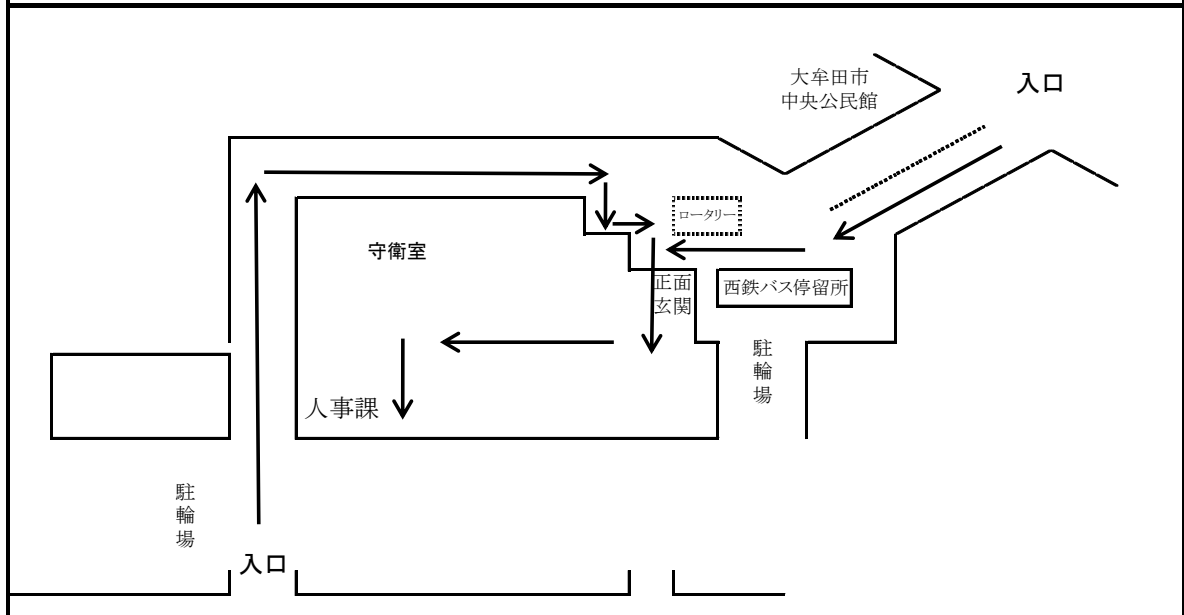 大牟田市
中央公民館
入口
ロータリー
守衛室
正面
玄関
西鉄バス停留所
駐輪場
人事課
駐輪場
入口